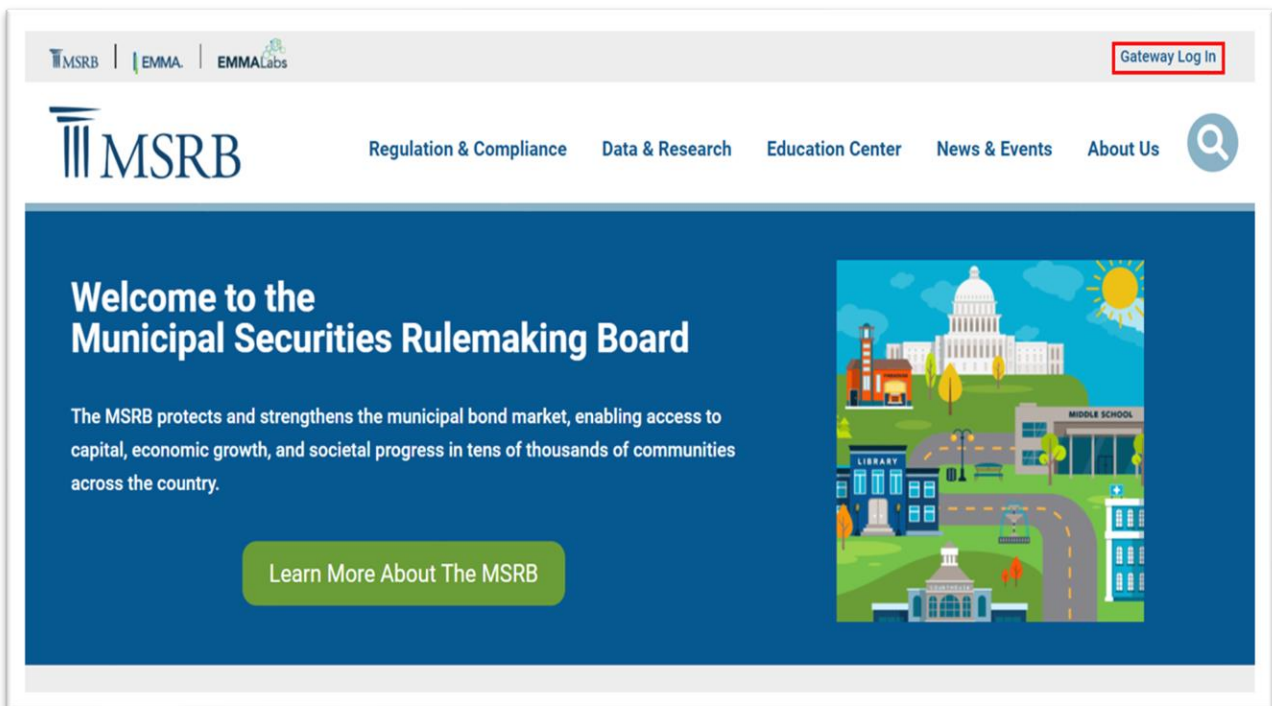 MSRB | EMMA. | EMMALabs
Gateway Log In
MSRB
Regulation & Compliance Data & Research Education Center News & Events About Us
Welcome to the
Municipal Securities Rulemaking Board
The MSRB protects and strengthens the municipal bond market, enabling access to
capital, economic growth, and societal progress in tens of thousands of communities
across the country.
Learn More About The MSRB
MIDDLE SCHOOL
LIBRARY